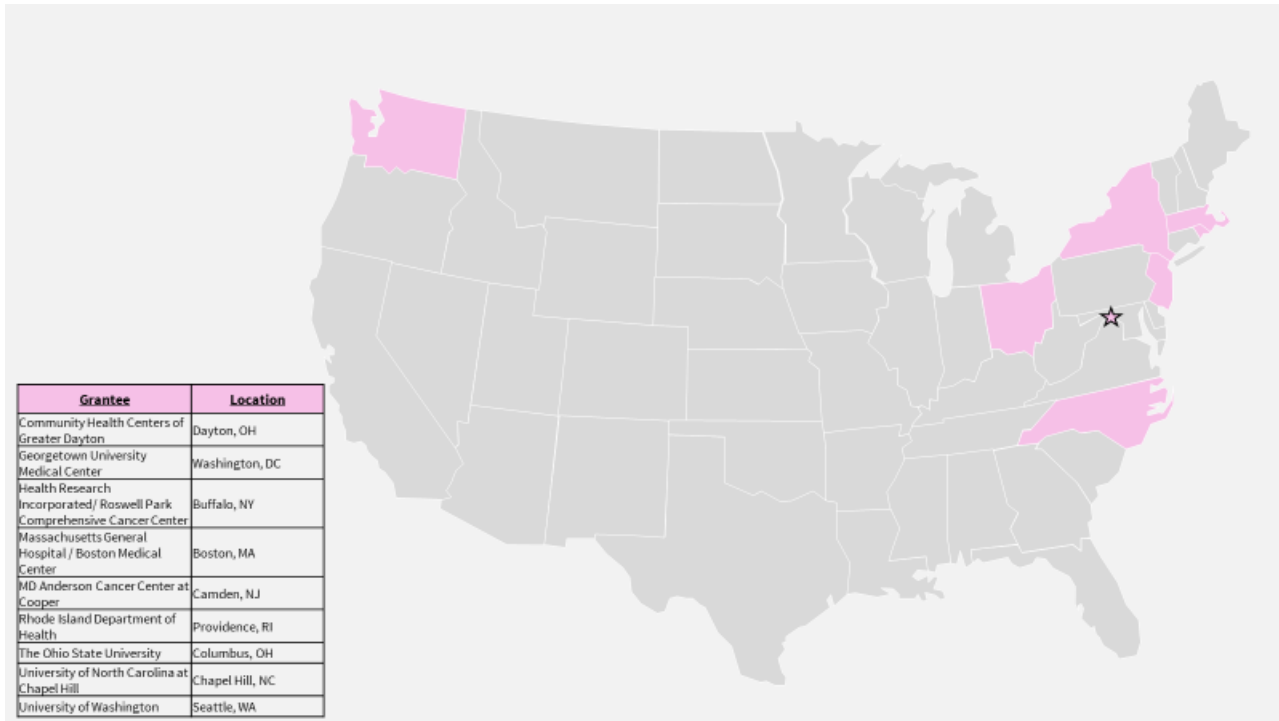 Grantee Location
Community Health Centers of
Greater Dayton
Dayton, OH
Georgetown University
Medical Center
Washington, DC
Health Research
Incorporated/ Roswell Park
Comprehensive Cancer Center
Buffalo, NY
Massachusetts General
Hospital / Boston Medical
Center
Boston, MA
MD Anderson Cancer Center at
Cooper
Camden, NJ
Rhode Island Department of
Health
Providence, RI
The Ohio State University
Columbus, OH
University of North Carolina at
Chapel Hill
Chapel Hill, NC
University of Washington
Seattle, WA